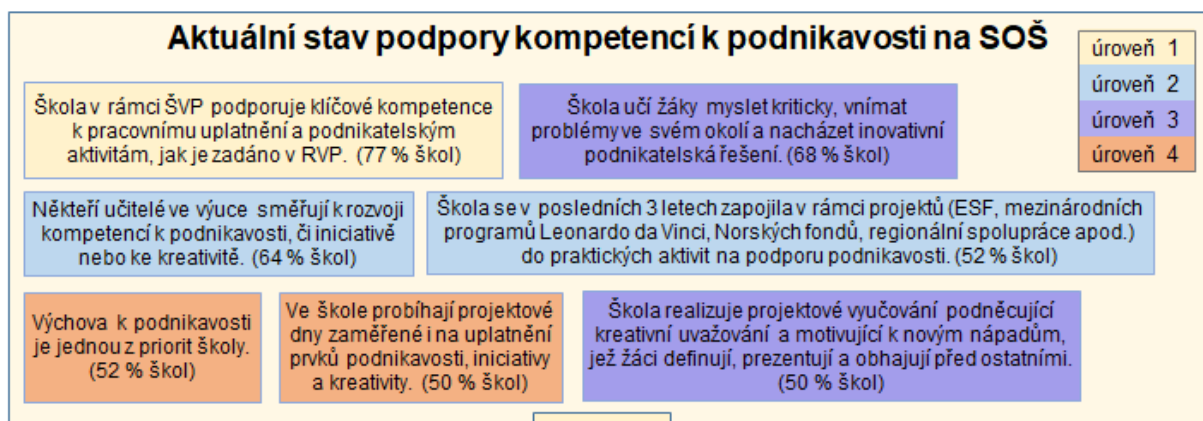 Aktuální stav podpory kompetencí k podnikavosti na SOŠ
úroveň 1
úroveň 2
úroveň 3
úroveň 4
Škola v rámci ŠVP podporuje klíčové kompetence
k pracovnímu uplatnění a podnikatelským
aktivitám, jak je zadáno v RVP. (77 % škol)
Škola učí žáky myslet kriticky, vnímat
problémy ve svém okolí a nacházet inovativní
podnikatelská řešení. (68 % škol)
Někteří učitelé ve výuce směřují k rozvoji
kompetencí k podnikavosti, či iniciativě
nebo ke kreativitě. (64 % škol)
Škola se v posledních 3 letech zapojila v rámci projektů (ESF, mezinárodních
programů Leonardo da Vinci, Norských fondů, regionální spolupráce apod.)
do praktických aktivit na podporu podnikavosti. (52 % škol)
Výchova k podnikavosti
je jednou z priorit školy.
(52 % škol)
Ve škole probíhají projektové
dny zaměřené i na uplatnění
prvků podnikavosti, iniciativy
a kreativity. (50 % škol)
Škola realizuje projektové vyučování podněcující
kreativní uvažování a motivující k novým nápadům,
jež žáci definují, prezentují a obhajují před ostatními.
(50 % škol)